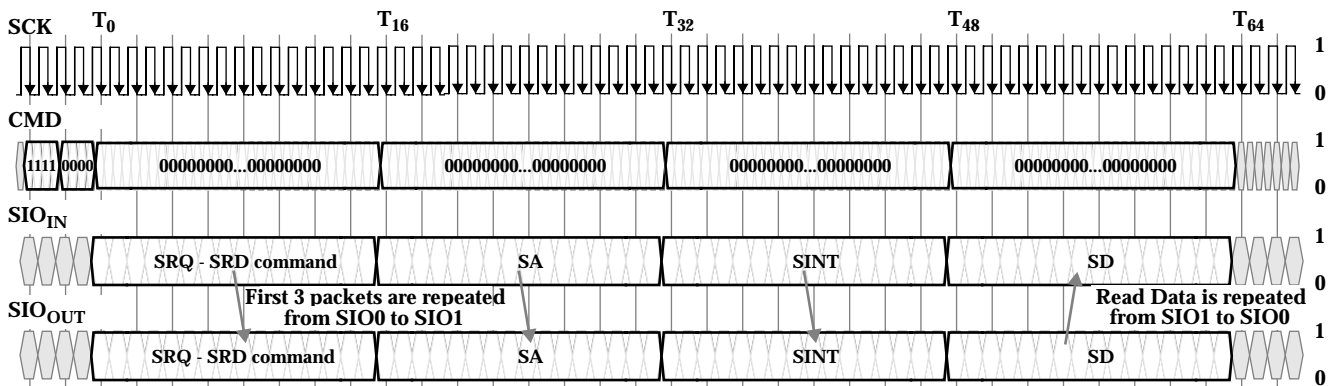 SCK T0 T16 T32 T48 T64
1
0
CMD
1
1111 0000 00000000...00000000 00000000...00000000 00000000...00000000 00000000...00000000
0
SIOIN
1
SRQ - SRD command SA SINT SD
0
First 3 packets are repeated
from SIO0 to SIO1
Read Data is repeated
from SIO1 to SIO0
SIOOUT
1
SRQ - SRD command SA SINT SD
0